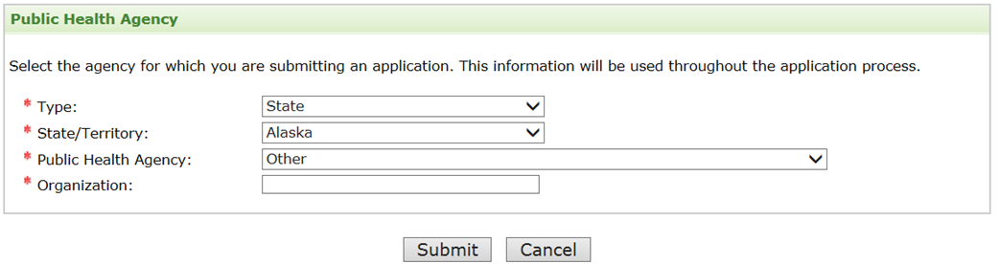 Public Health Agency
Select the agency for which you are submitting an application. This information will be used throughout the application process.
* Type: State
* State/Territory: Alaska
* Public Health Agency: Other
* Organization:
Submit Cancel